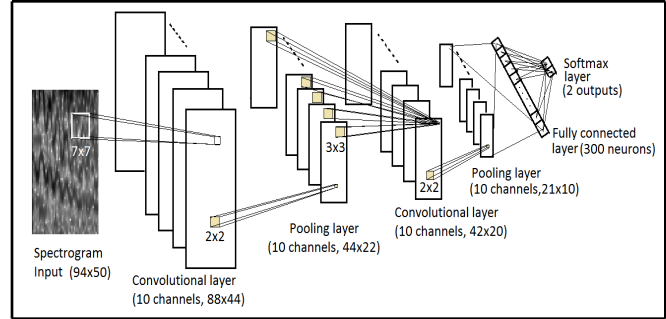 7x7
Spectrogram
Input (94x50)
2x2
Convolutional layer
(10 channels, 88x44)
3x3
Pooling layer
(10 channels, 44x22)
2x2
Convolutional layer
(10 channels, 42x20)
Pooling layer
(10 channels,21x10)
Fully connected
layer (300 neurons)
Softmax
layer
(2 outputs)